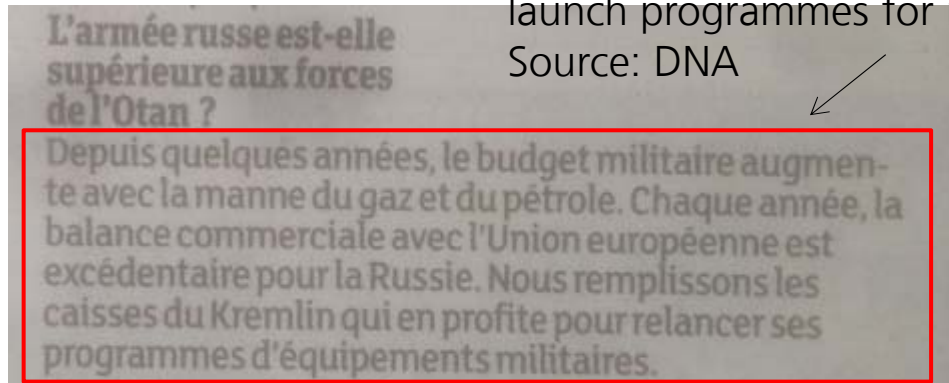 launch programmes for
Source: DNA
L'armée russe est-elle
supérieure aux forces
de l'Otan ?
Depuis quelques années, le budget militaire augmen-
te avec la manne du gaz et du pétrole. Chaque année, la
balance commerciale avec l'Union européenne est
excédentaire pour la Russie. Nous remplissons les
caisses du Kremlin qui en profite pour relancer ses
programmes d'équipements militaires.